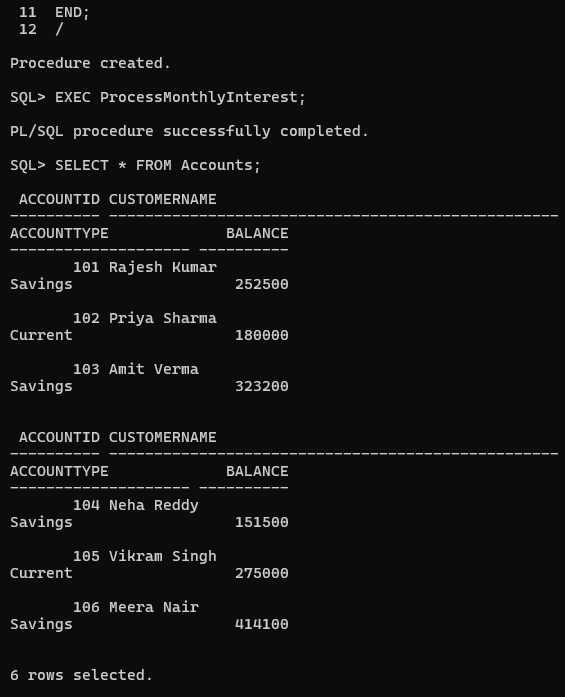 11  END;
 12  /
Procedure created.
SQL> EXEC ProcessMonthlyInterest;
PL/SQL procedure successfully completed.
SQL> SELECT * FROM Accounts;
 ACCOUNTID CUSTOMERNAME
---------- --------------------------------------------------
ACCOUNTTYPE             BALANCE
-------------------- ----------
       101 Rajesh Kumar
Savings                  252500
       102 Priya Sharma
Current                  180000
       103 Amit Verma
Savings                  323200
 ACCOUNTID CUSTOMERNAME
---------- --------------------------------------------------
ACCOUNTTYPE             BALANCE
-------------------- ----------
       104 Neha Reddy
Savings                  151500
       105 Vikram Singh
Current                  275000
       106 Meera Nair
Savings                  414100
6 rows selected.